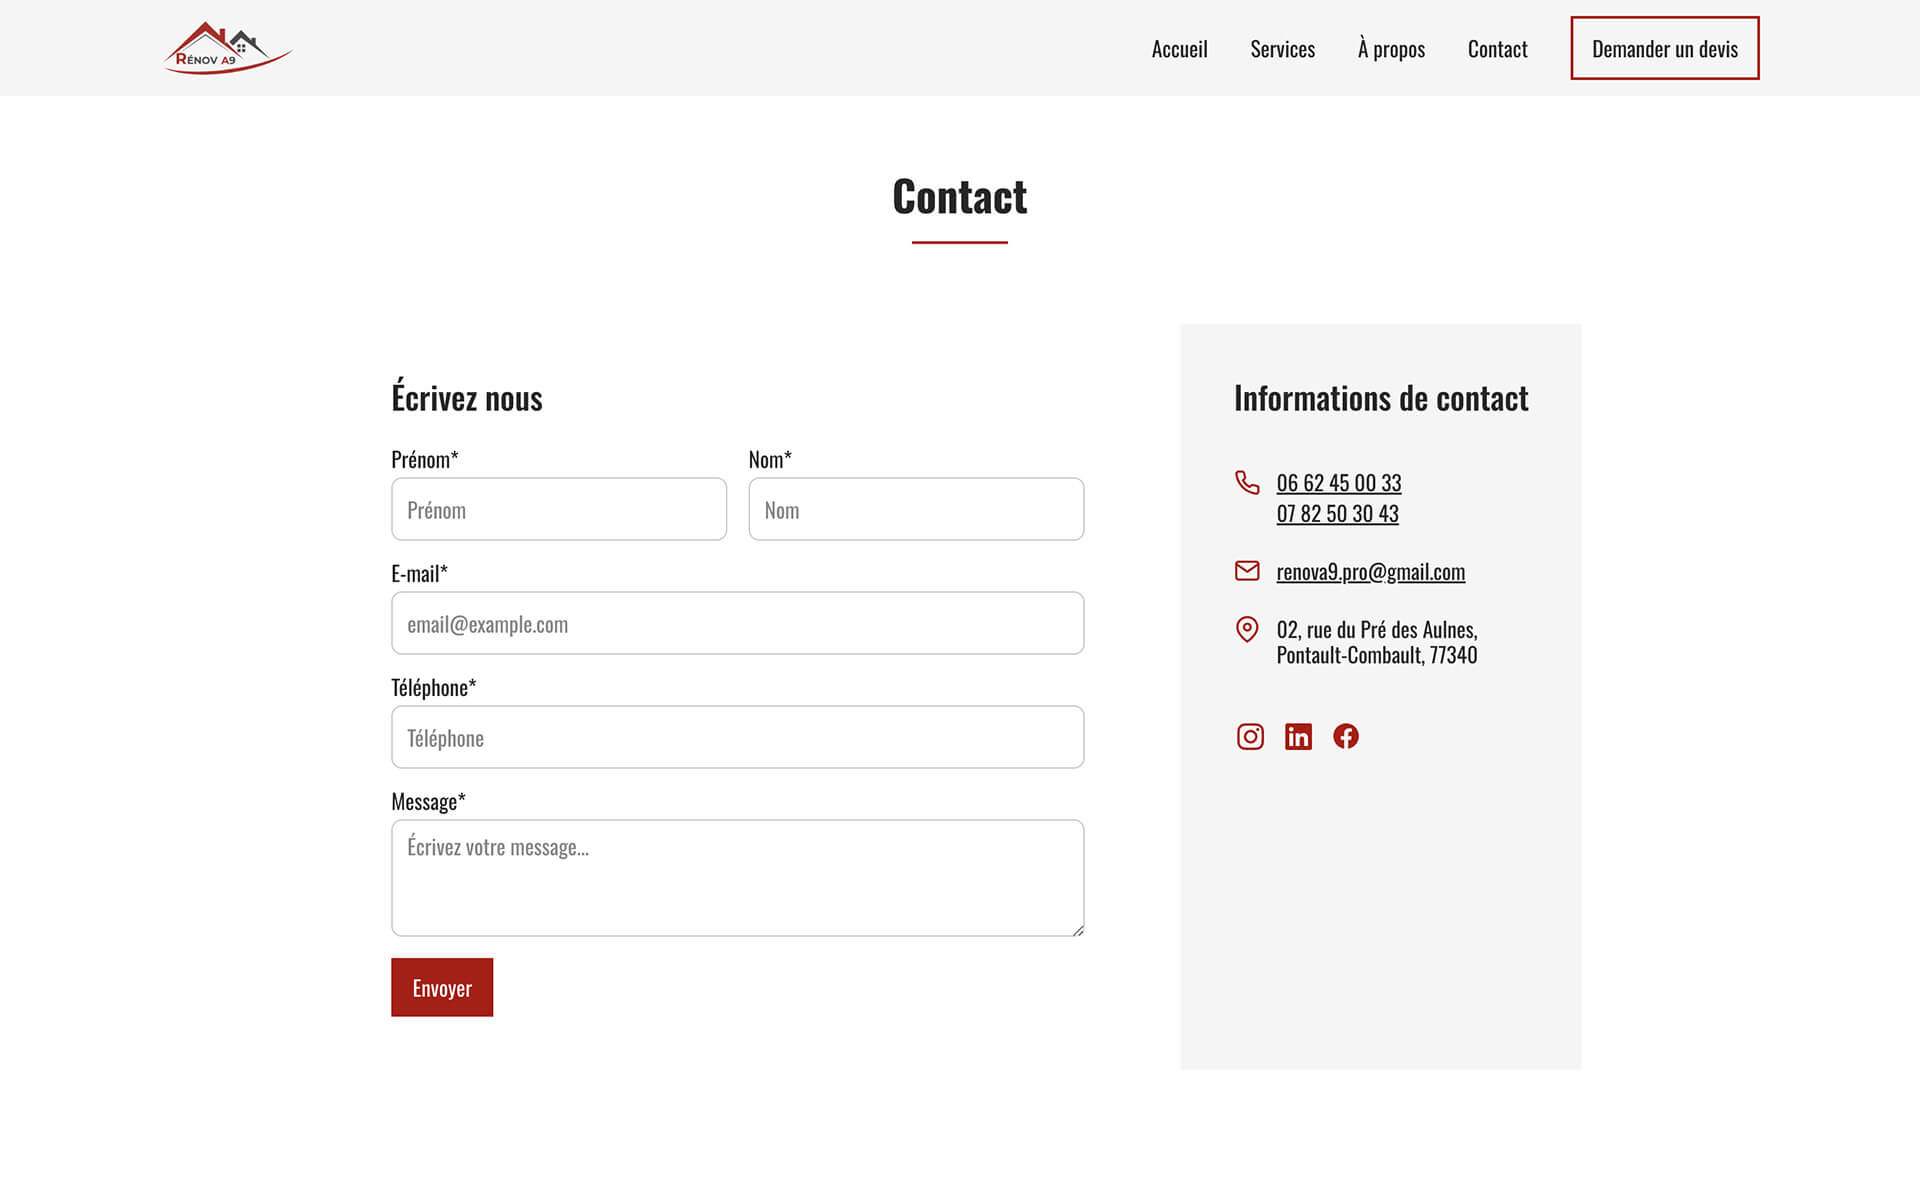 RÉNOV A9
Accueil
Services
À propos
Contact
Demander un devis
Contact
Écrivez nous
Prénom*
Nom*
Prénom
Nom
E-mail*
email@example.com
Téléphone*
Téléphone
Message*
Écrivez votre message...
Envoyer
Informations de contact
06 62 45 00 33
07 82 50 30 43
renova9.pro@gmail.com
02, rue du Pré des Aulnes,
Pontault-Combault, 77340